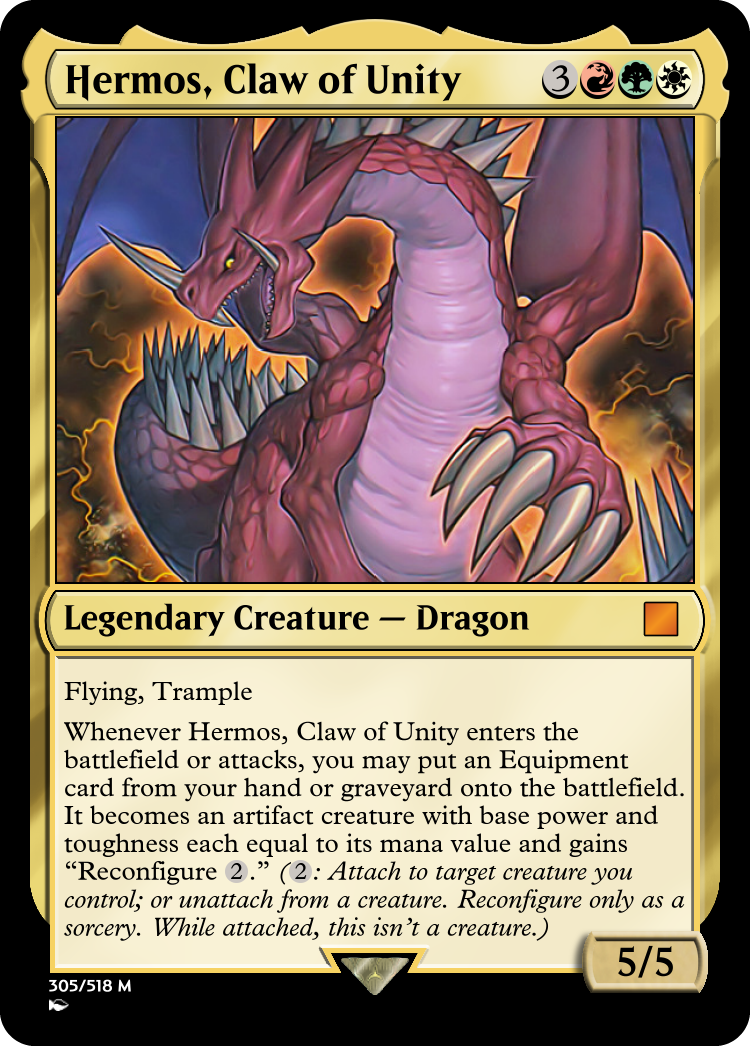 Hermos, Claw of Unity 3
Legendary Creature — Dragon
Flying, Trample
Whenever Hermos, Claw of Unity enters the
battlefield or attacks, you may put an Equipment
card from your hand or graveyard onto the battlefield.
It becomes an artifact creature with base power and
toughness each equal to its mana value and gains
“Reconfigure 2.” (2: Attach to target creature you
control; or unattach from a creature. Reconfigure only as a
sorcery. While attached, this isn’t a creature.)
5/5
305/518 M